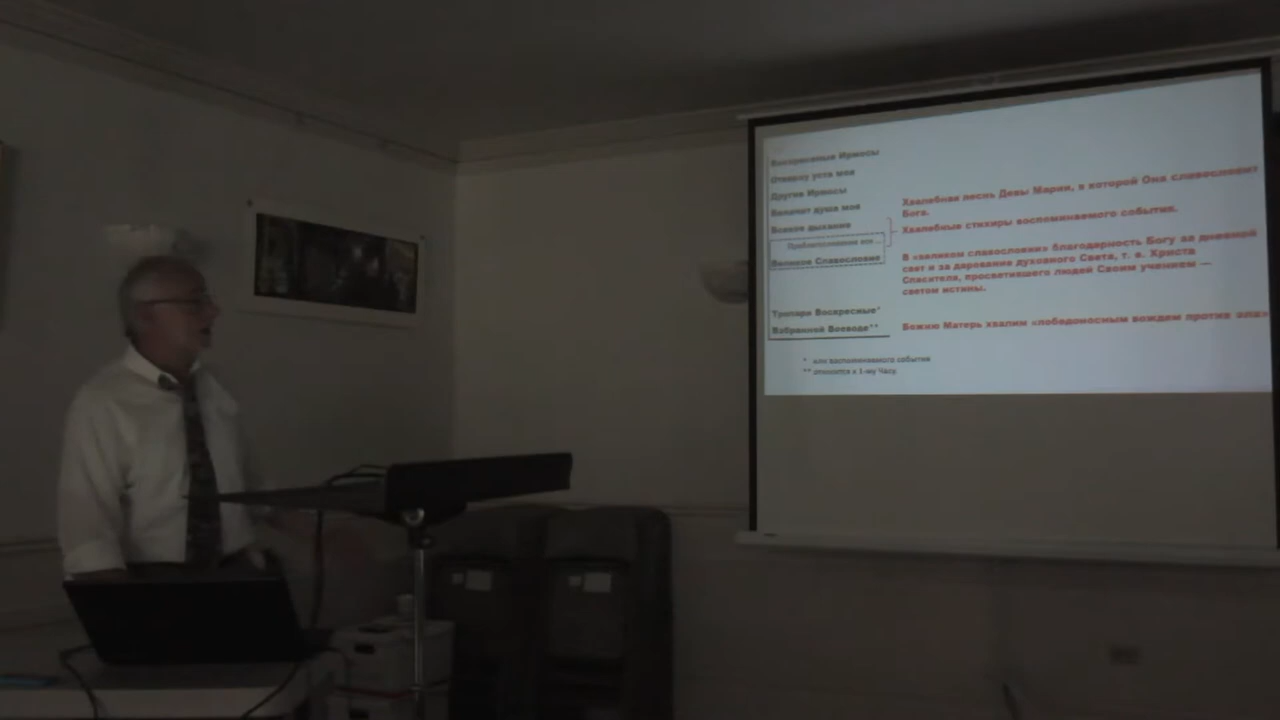 Воскресные Ирмосы
Отверзу уста моя
Другие Ирмосы
Величит душа моя
Всякое дыхание
Великое Славословие
Тропари Воскресные*
Взбранной Воеводе**
Хвалебная песнь Девы Марии, в которой Она славословит
Бога.
Хвалебные стихиры воспоминаемого события.
В «великом славословии» благодарность Богу за дневной
свет и за дарование духовного Света, т. е. Христа
Спасителя, просветившего людей Своим учением —
светом истины.
Божию Матерь хвалим «победоносным вождем против зла»
* или воспоминаемого события
** относится к 1-му Часу.